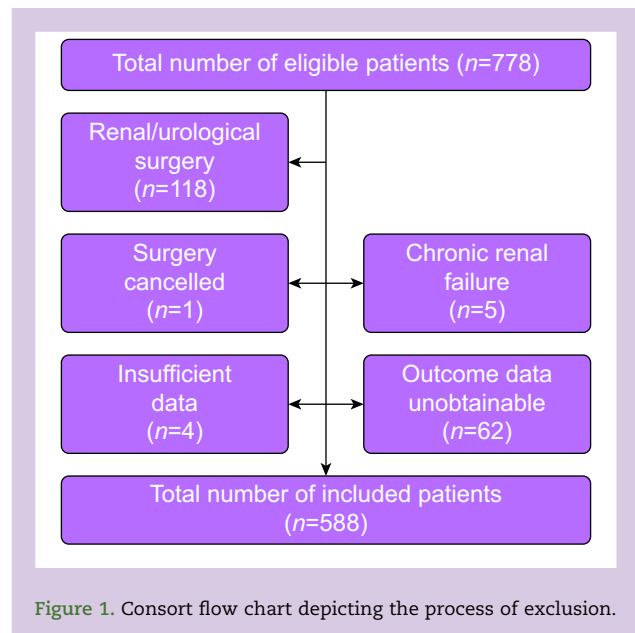 Total number of eligible patients (n=778)
Renal/urological
surgery
(n=118)
Surgery
cancelled
(n=1)
Chronic renal
failure
(n=5)
Insufficient
data
(n=4)
Outcome data
unobtainable
(n=62)
Total number of included patients
(n=588)
Figure 1. Consort flow chart depicting the process of exclusion.